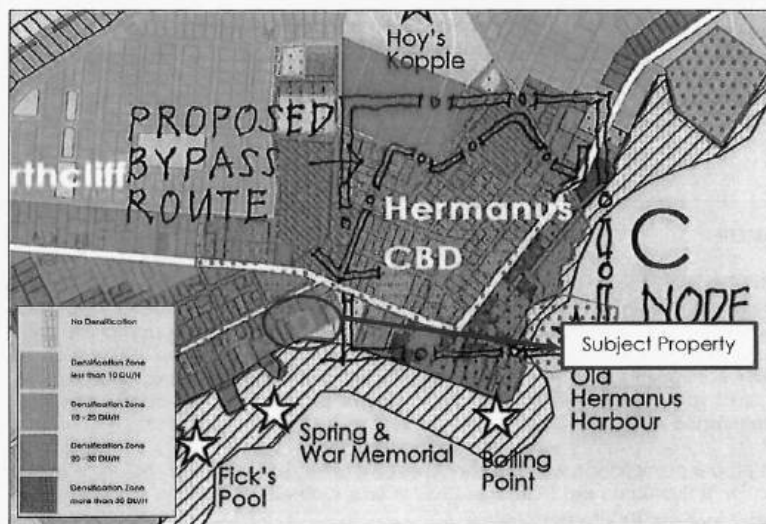 Hoy's
Kopple
PROPOSED
BYPASS
ROUTE
rthcliff
Hermanus
CBD
C
NODE
Subject Property
Old
Hermanus
Harbour
Spring &
War Memorial
Boiling
Point
Fick's
Pool
No Densification
Densification Zone
less than 10 DU/H
Densification Zone
10 - 20 DU/H
Densification Zone
20 - 30 DU/H
Densification Zone
more than 30 DU/H